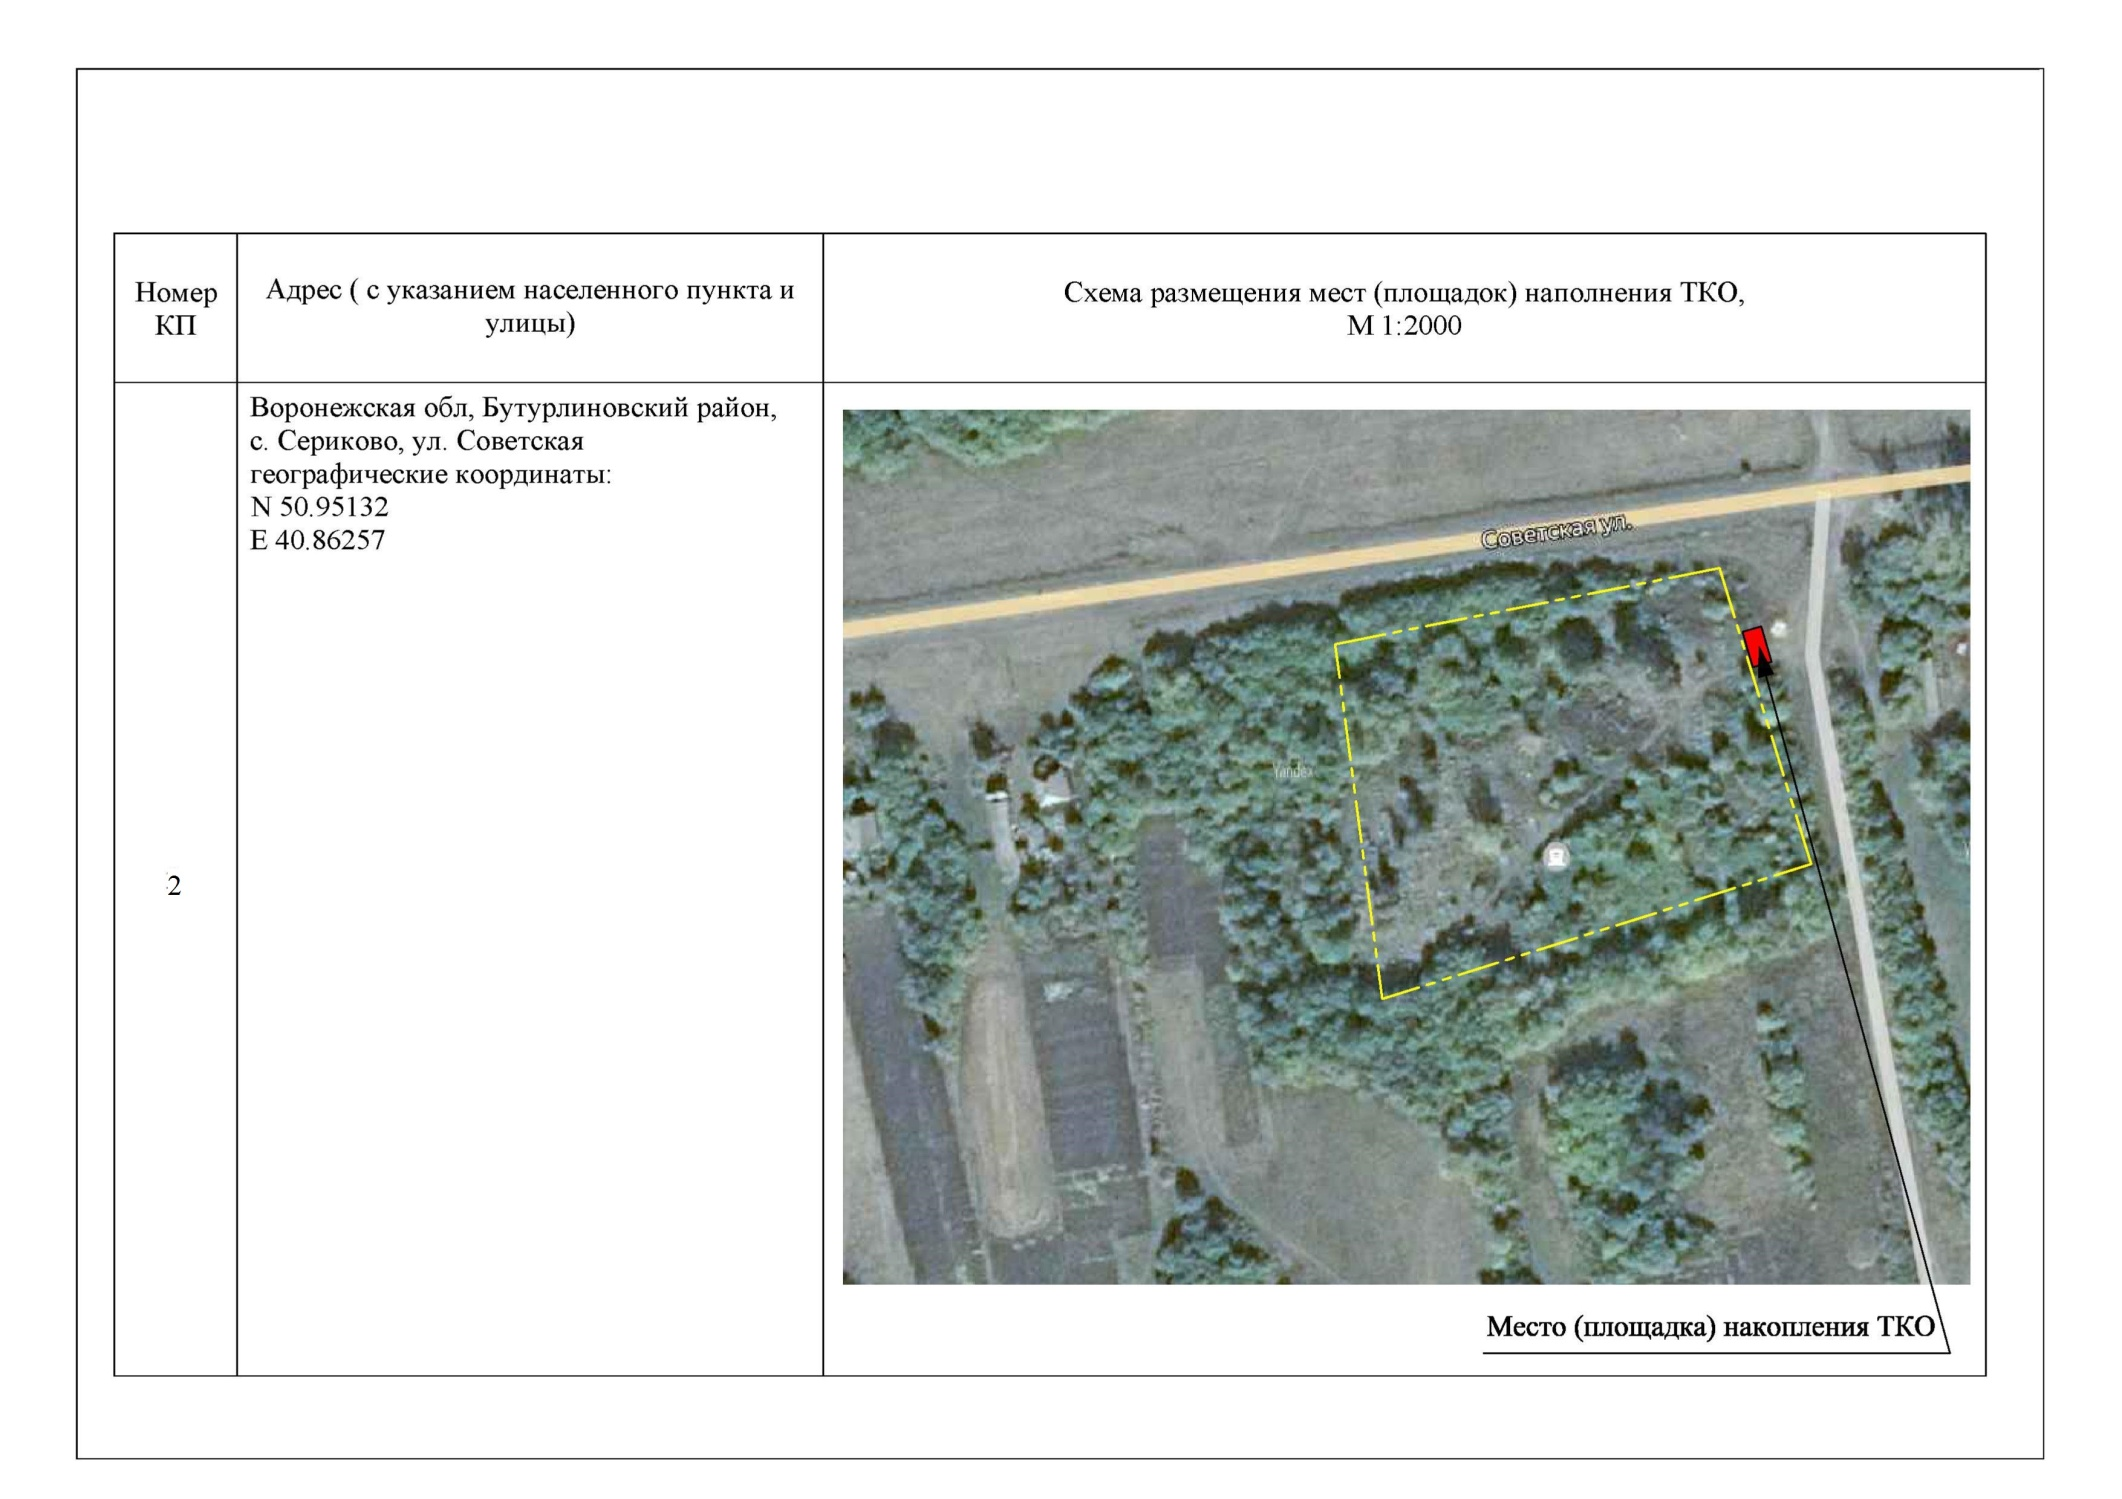 Номер
КП
Адрес ( с указанием населенного пункта и
улицы)
Схема размещения мест (площадок) наполнения ТКО,
М 1:2000
2
Воронежская обл, Бутурлиновский район,
с. Сериково, ул. Советская
географические координаты:
N 50.95132
E 40.86257
Советская ул.
Yandex
Место (площадка) накопления ТКО